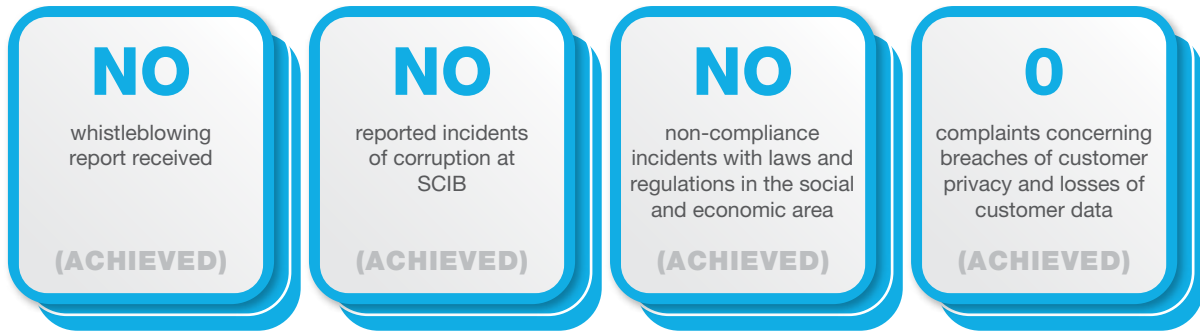 NO
whistleblowing
report received
(ACHIEVED)
NO
reported incidents
of corruption at
SCIB
(ACHIEVED)
NO
non-compliance
incidents with laws and
regulations in the social
and economic area
(ACHIEVED)
0
complaints concerning
breaches of customer
privacy and losses of
customer data
(ACHIEVED)